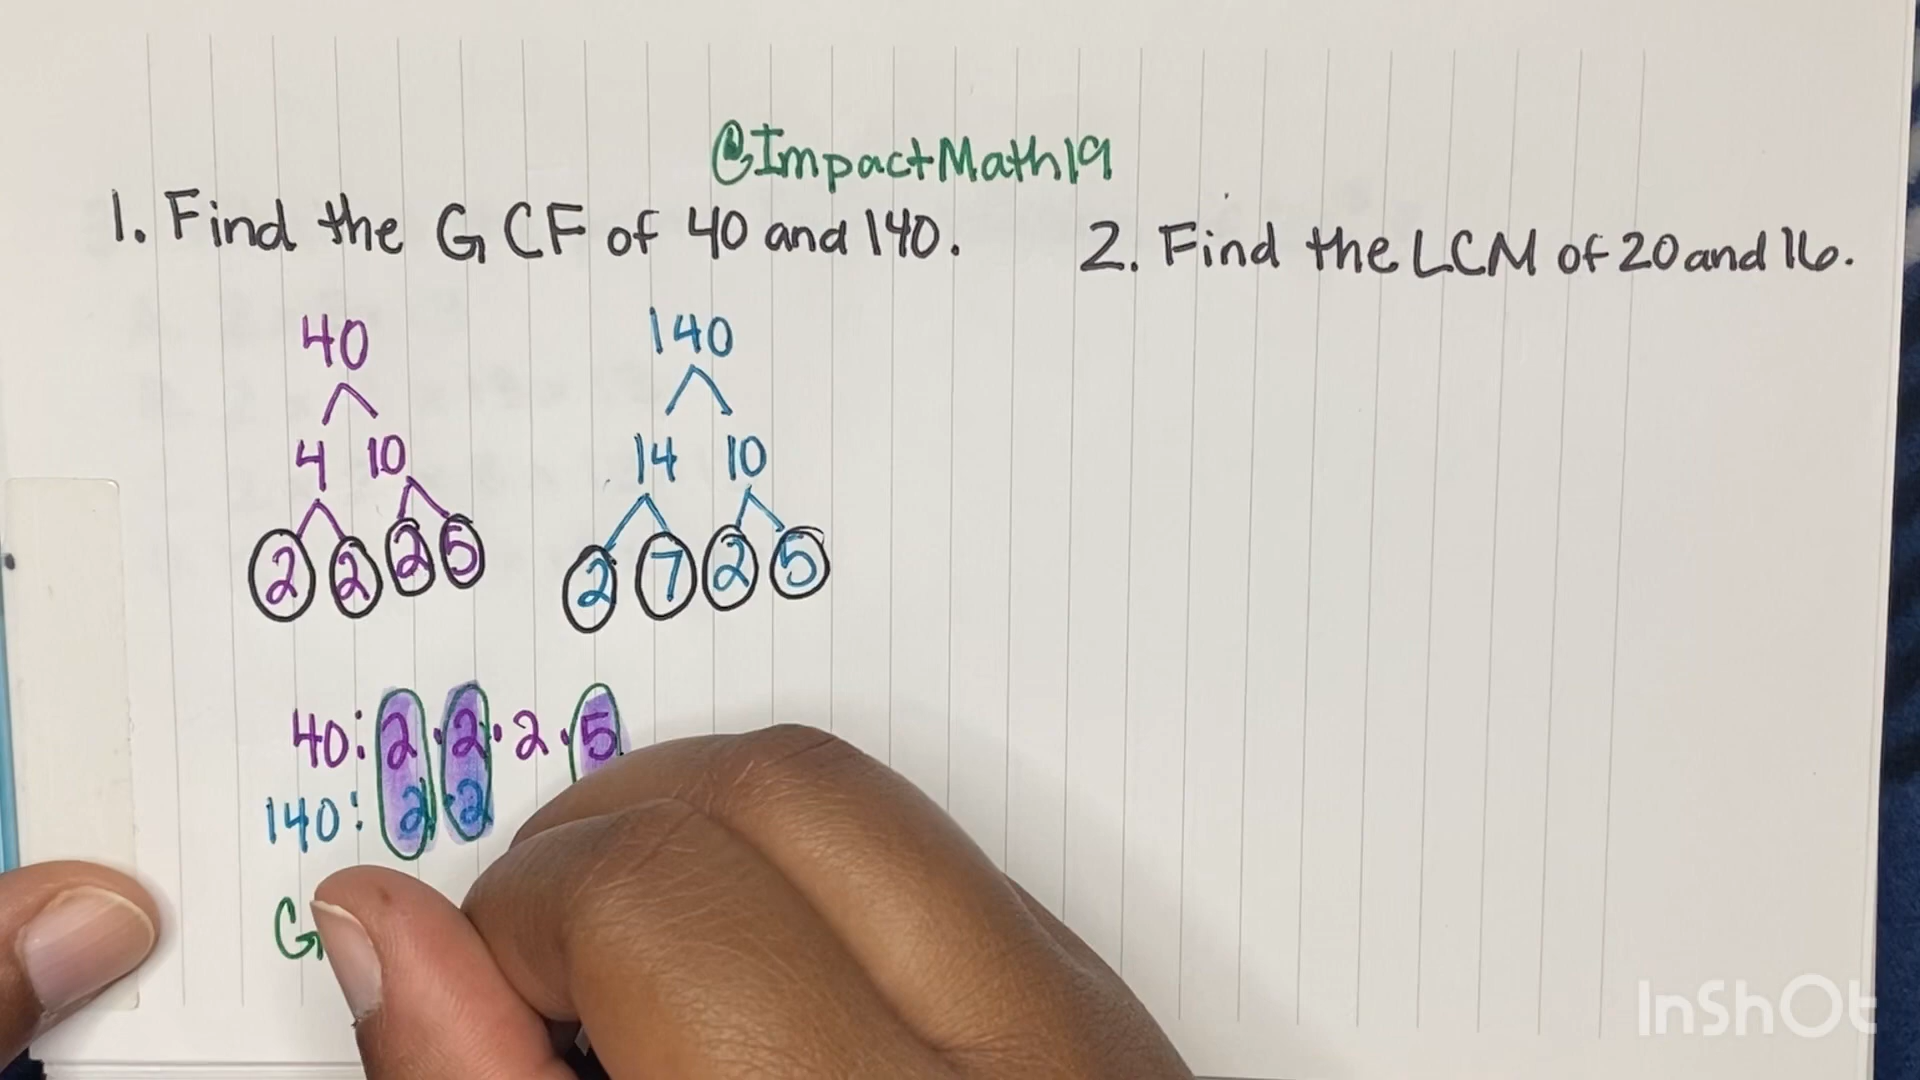 @ImpactMath19
1. Find the GCF of 40 and 140.
40
4 10
2 2 2 5
140
14 10
2 7 2 5
40: 2 · 2 · 2 · 5
140: 2 · 2
G
2. Find the LCM of 20 and 16.
InShOt